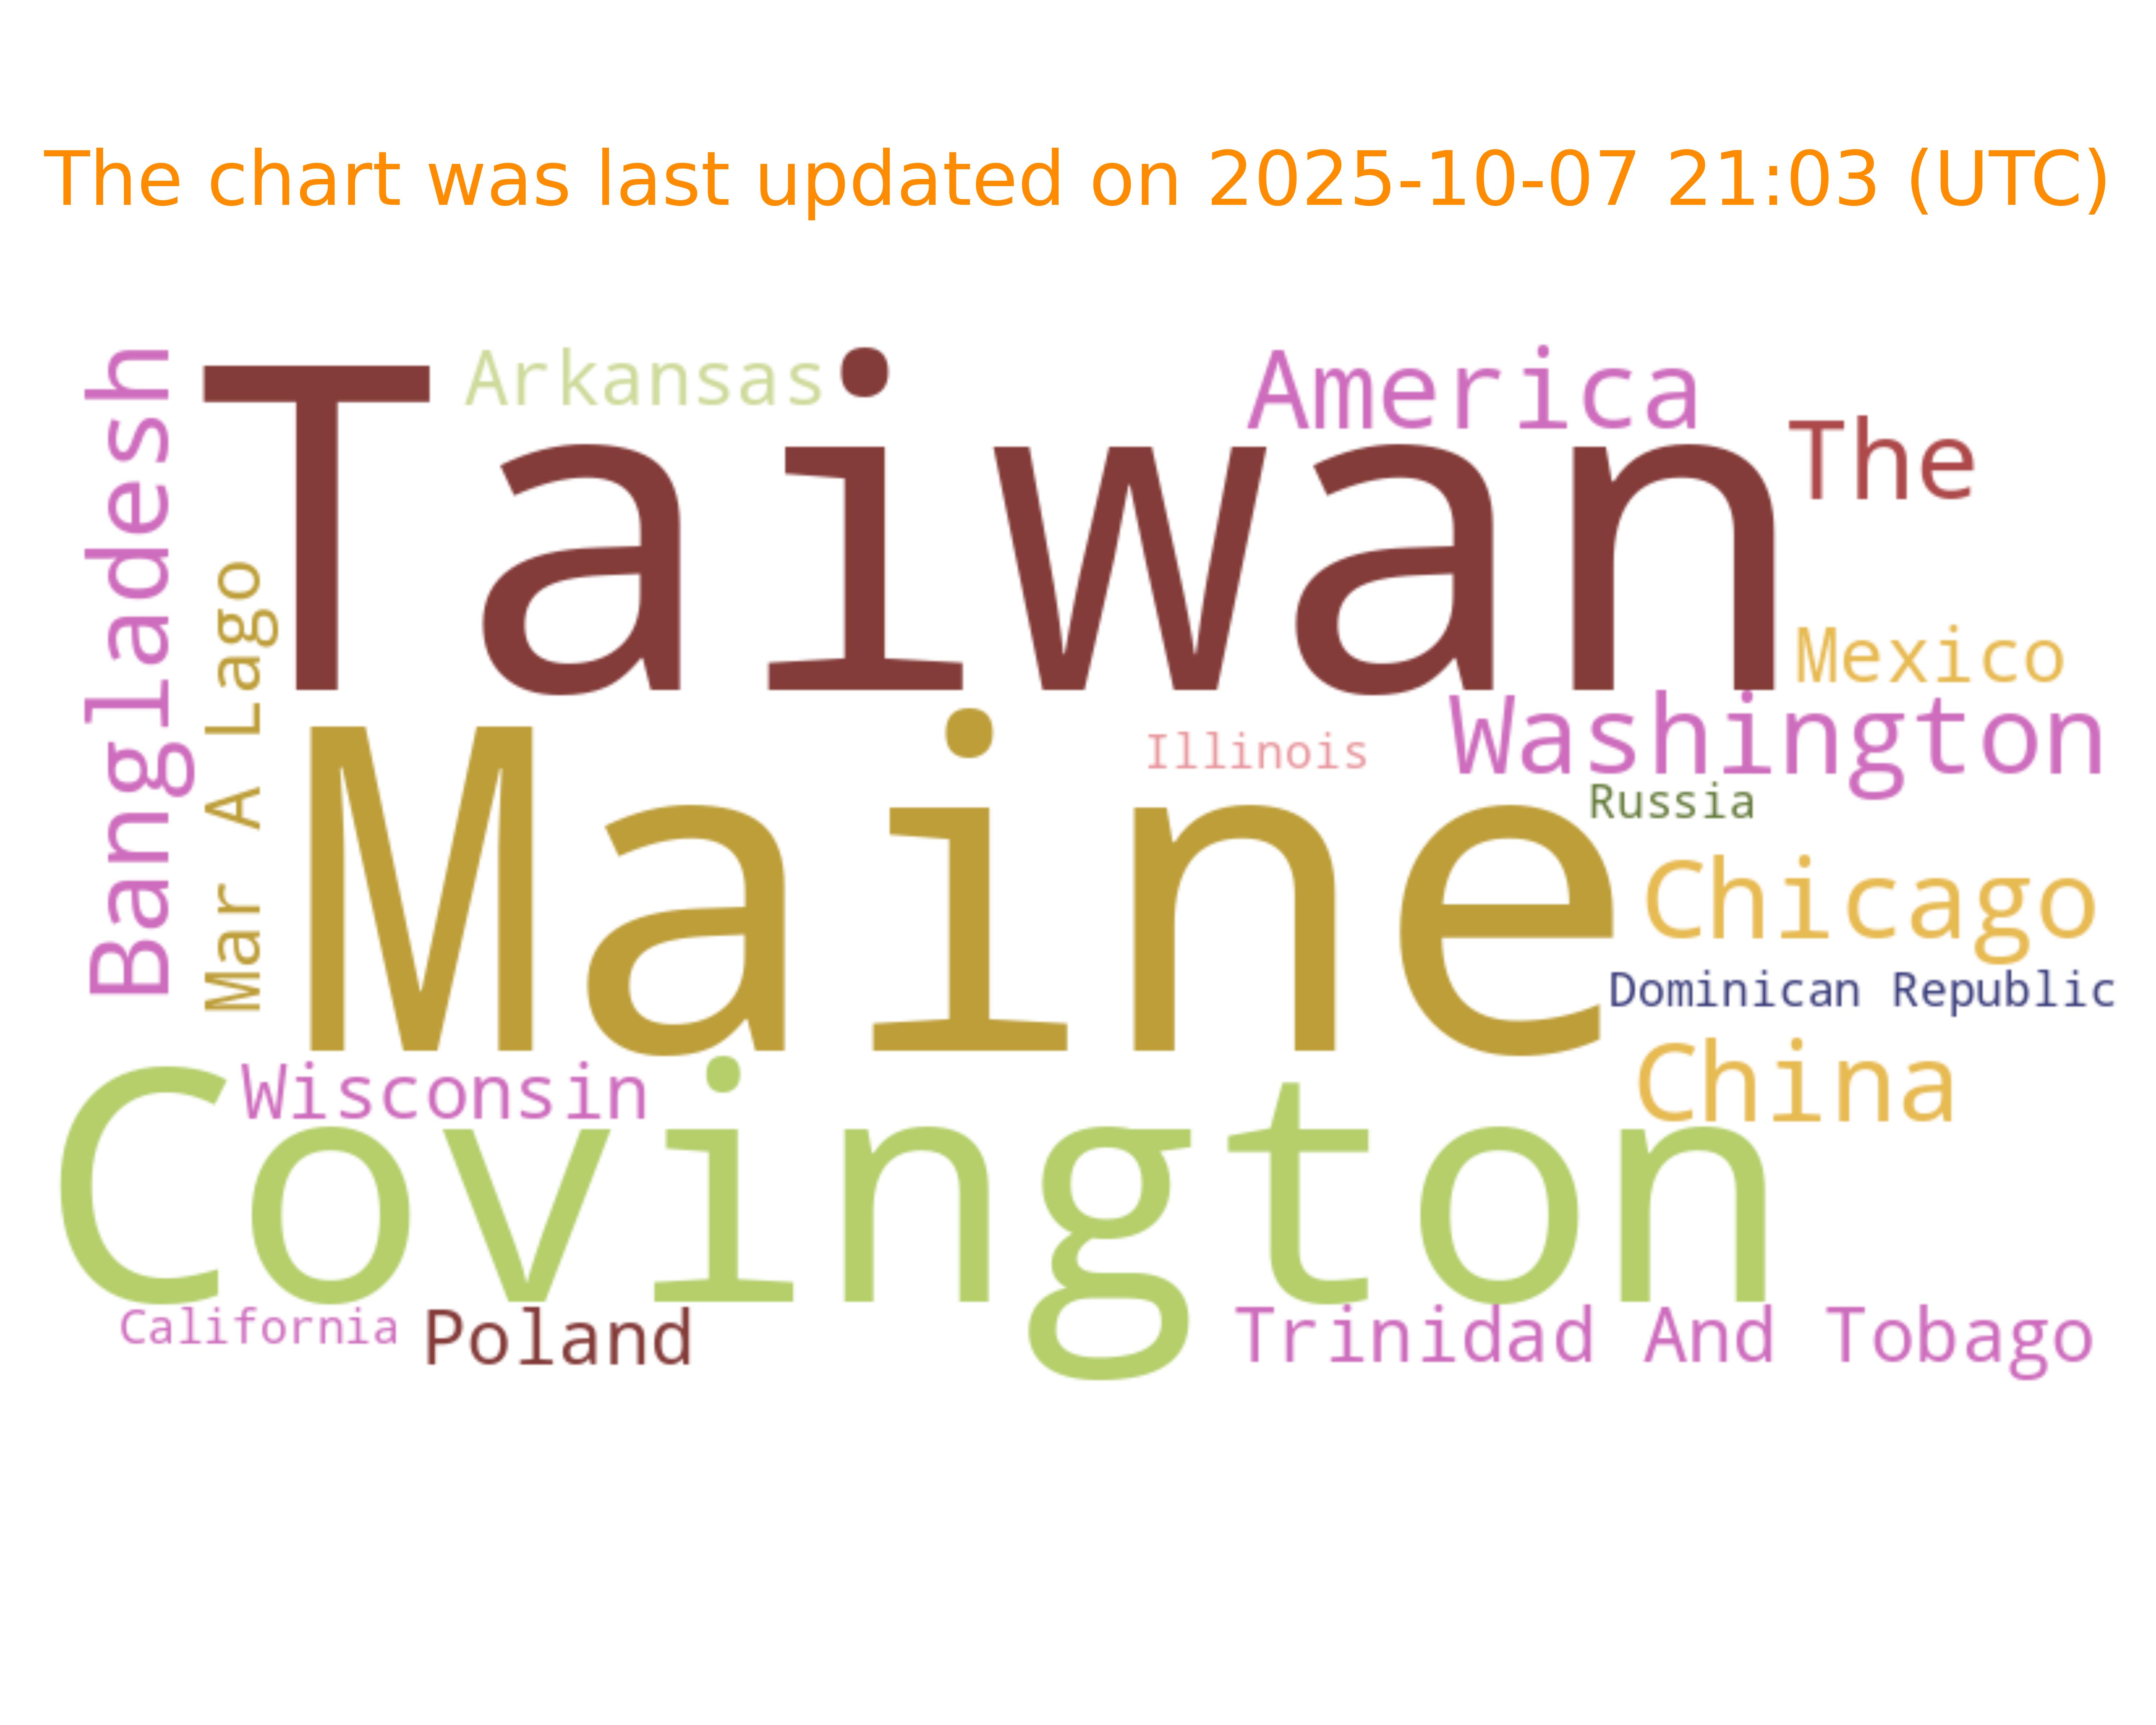 The chart was last updated on 2025-10-07 21:03 (UTC)
Bangladesh
Arkansas
America
Taiwan
The
Mar A Lago
Mexico
Washington
Illinois
Russia
Maine
Chicago
Dominican Republic
China
Wisconsin
Covington
California
Poland
Trinidad And Tobago